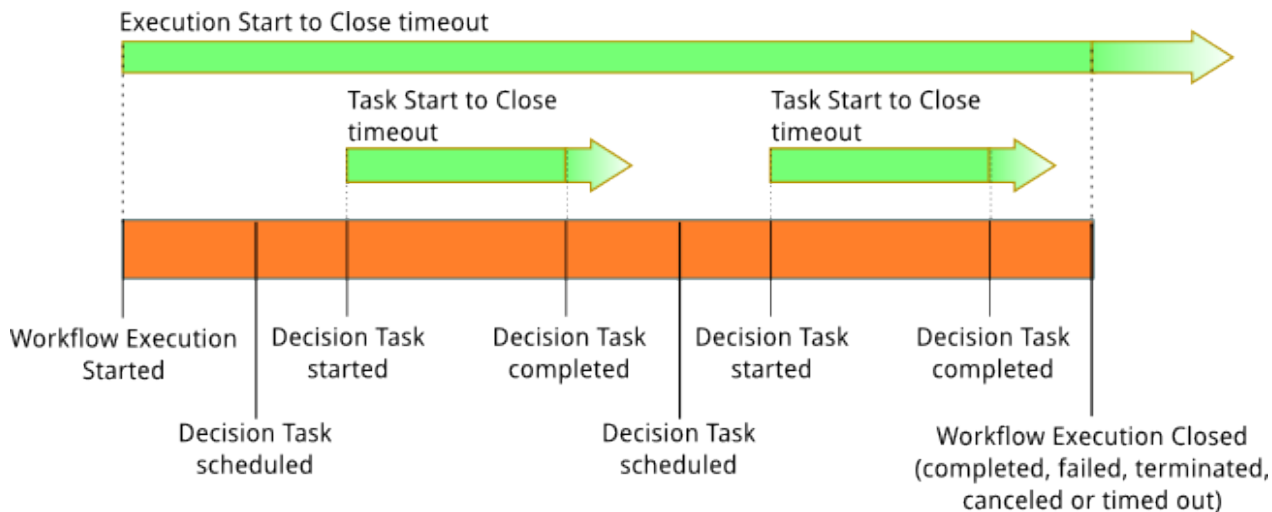 Execution Start to Close timeout
Task Start to Close
timeout
Task Start to Close
timeout
Workflow Execution
Started
Decision Task
started
Decision Task
completed
Decision Task
started
Decision Task
completed
Decision Task
scheduled
Decision Task
scheduled
Workflow Execution Closed
(completed, failed, terminated,
canceled or timed out)